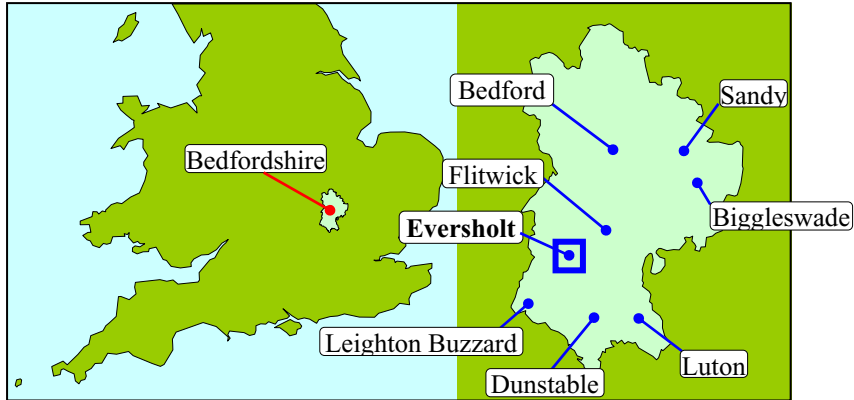 Bedford
Sandy
Bedfordshire
Flitwick
Biggleswade
Eversholt
Leighton Buzzard
Luton
Dunstable